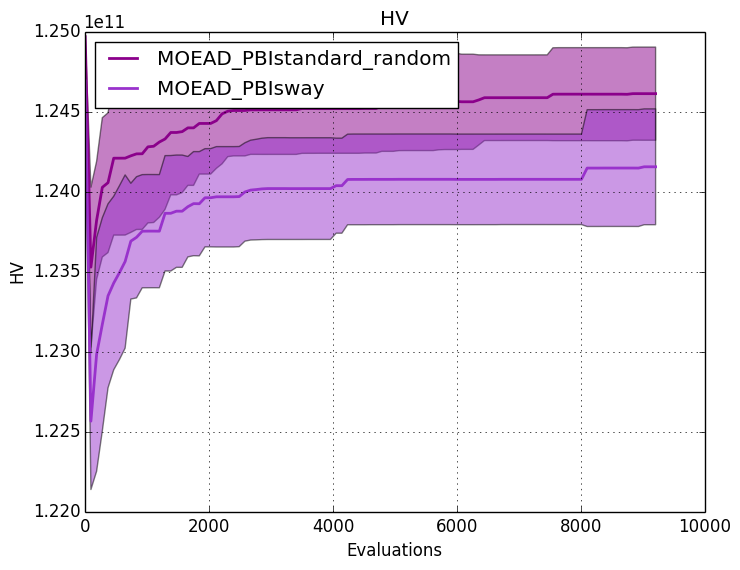 HV
1e11
MOEAD_PBIstandard_random
MOEAD_PBIsway
1.250
1.245
1.240
1.235
1.230
1.225
1.220
HV
0 2000 4000 6000 8000 10000
Evaluations